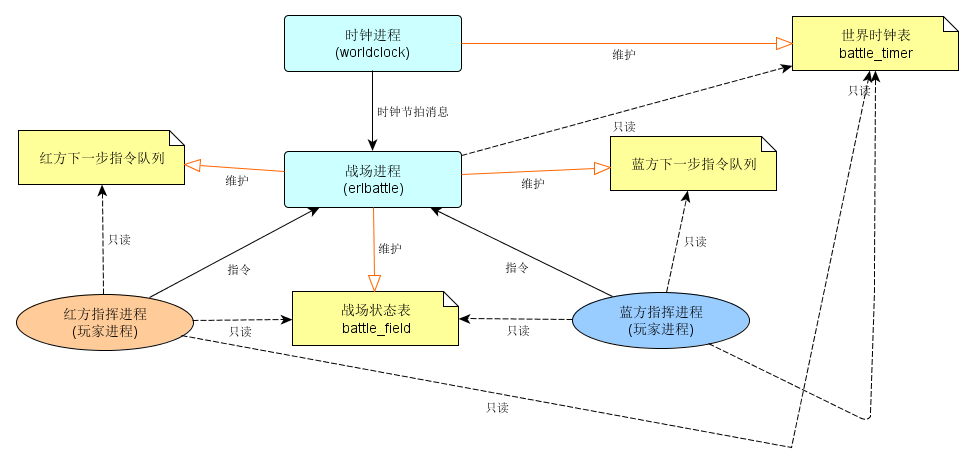 时钟进程
(worldclock)
维护
世界时钟表
battle_timer
只读
时钟节拍消息
只读
红方下一步指令队列
维护
战场进程
(erlbattle)
维护
蓝方下一步指令队列
只读
维护
只读
指令
指令
红方指挥进程
(玩家进程)
只读
战场状态表
battle_field
只读
蓝方指挥进程
(玩家进程)
只读